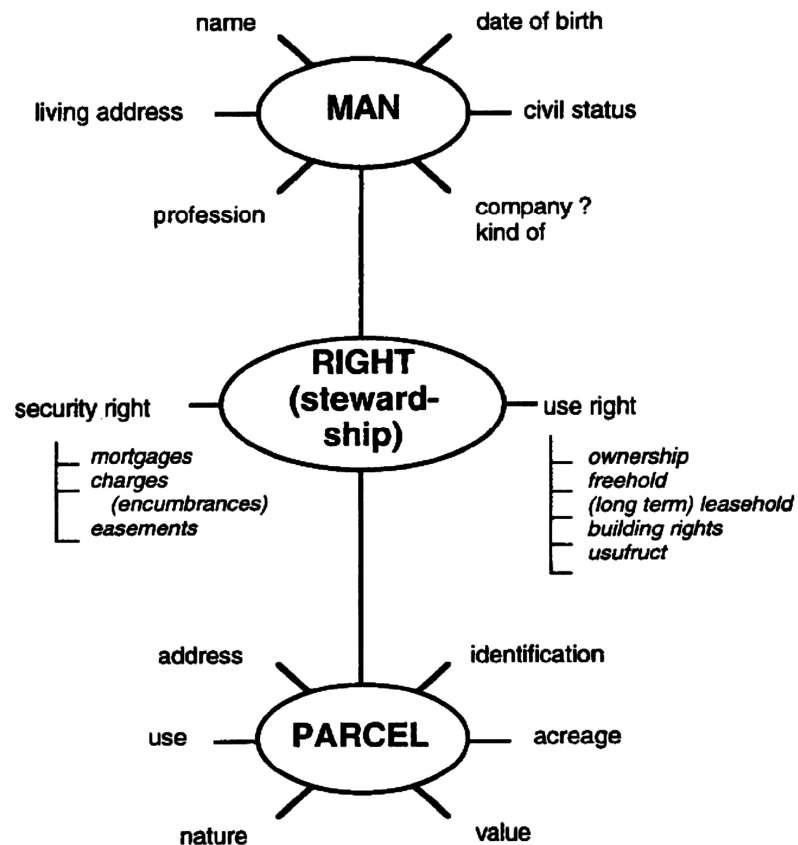 name
date of birth
living address
MAN
civil status
profession
company ?
kind of
RIGHT
(steward-
ship)
security right
mortgages
charges
(encumbrances)
easements
use right
ownership
freehold
(long term) leasehold
building rights
usufruct
address
identification
use
PARCEL
acreage
nature
value